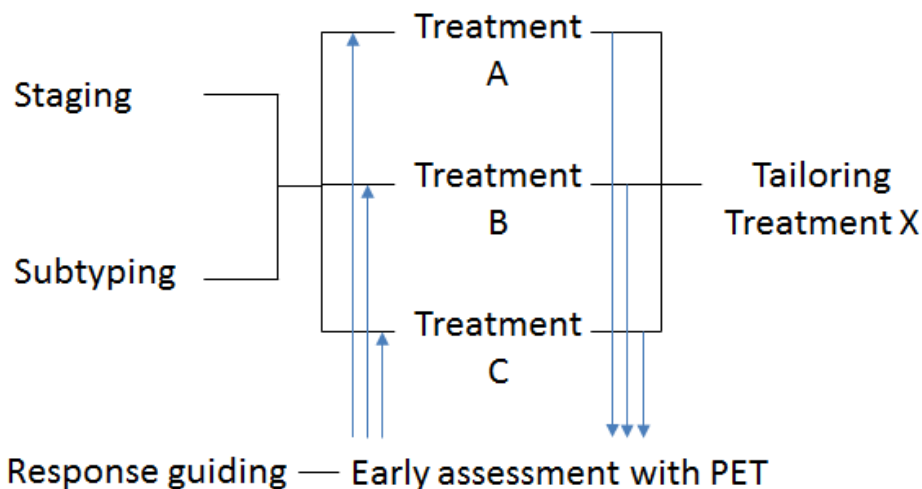 Treatment
A
Staging
Treatment
B
Tailoring
Treatment X
Subtyping
Treatment
C
Response guiding — Early assessment with PET